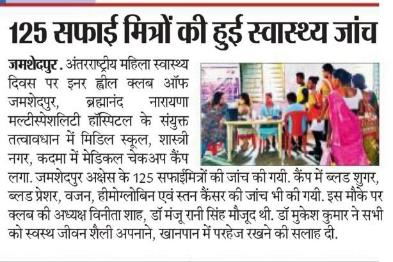 125 सफाई मित्रों की हुई स्वास्थ्य जांच
जमशेदपुर. अंतरराष्ट्रीय महिला स्वास्थ्य
दिवस पर इनर ह्वील क्लब ऑफ
जमशेदपुर, ब्रह्मानंद नारायणा
मल्टीस्पेशलिटी हॉस्पिटल के संयुक्त
तत्वावधान में मिडिल स्कूल, शास्त्री
नगर, कदमा में मेडिकल चेकअप कैंप
लगा. जमशेदपुर अक्षेस के 125 सफाईमित्रों की जांच की गयी. कैंप में ब्लड शुगर,
ब्लड प्रेशर, वजन, हीमोग्लोबिन एवं स्तन कैंसर की जांच भी की गयी. इस मौके पर
क्लब की अध्यक्ष विनीता शाह, डॉ मंजू रानी सिंह मौजूद थी. डॉ मुकेश कुमार ने सभी
को स्वस्थ जीवन शैली अपनाने, खानपान में परहेज रखने की सलाह दी.